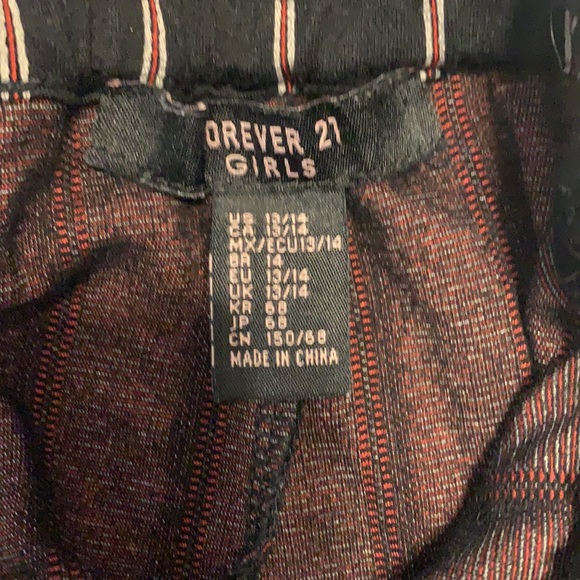 OREVER 21
GIRLS
US 13/14
CA 13/14
MX/ECU13/14
BR 14
EU 13/14
UK 13/14
KR 68
JP 68
CN 150/68
MADE IN CHINA